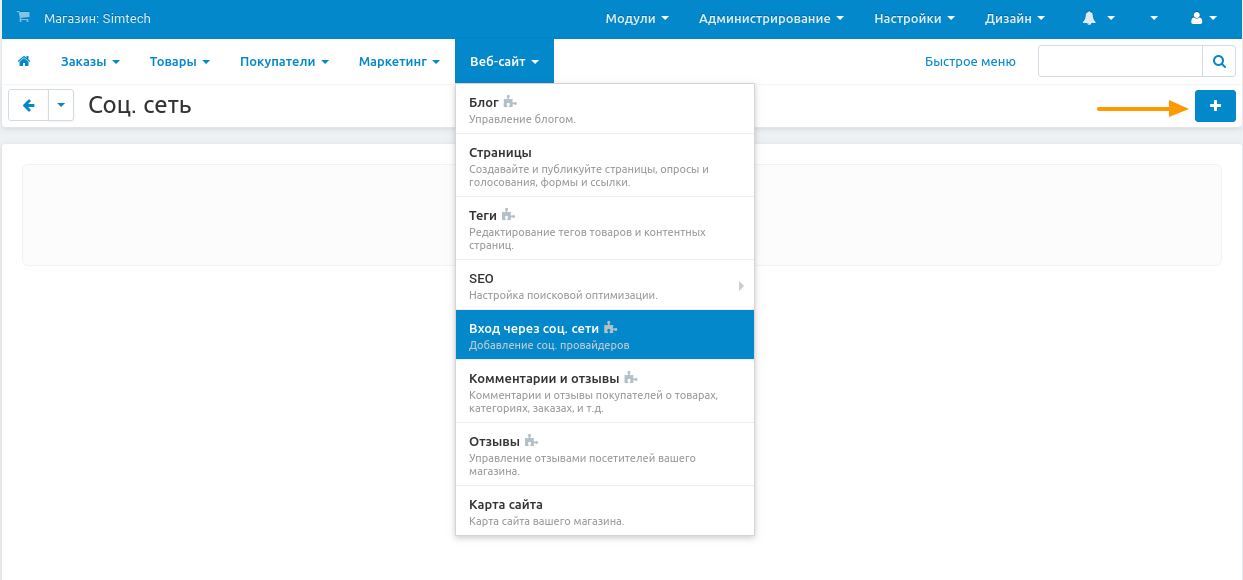 Магазин: Simtech
Модули
Администрирование
Настройки
Дизайн
Заказы
Товары
Покупатели
Маркетинг
Веб-сайт
Быстрое меню
Соц. сеть
Блог
Управление блогом.
Страницы
Создавайте и публикуйте страницы, опросы и
голосования, формы и ссылки.
Теги
Редактирование тегов товаров и контентных
страниц.
SEO
Настройка поисковой оптимизации.
Вход через соц. сети
Добавление соц. провайдеров
Комментарии и отзывы
Комментарии и отзывы покупателей о товарах,
категориях, заказах, и т.д.
Отзывы
Управление отзывами посетителей вашего
магазина.
Карта сайта
Карта сайта вашего магазина.